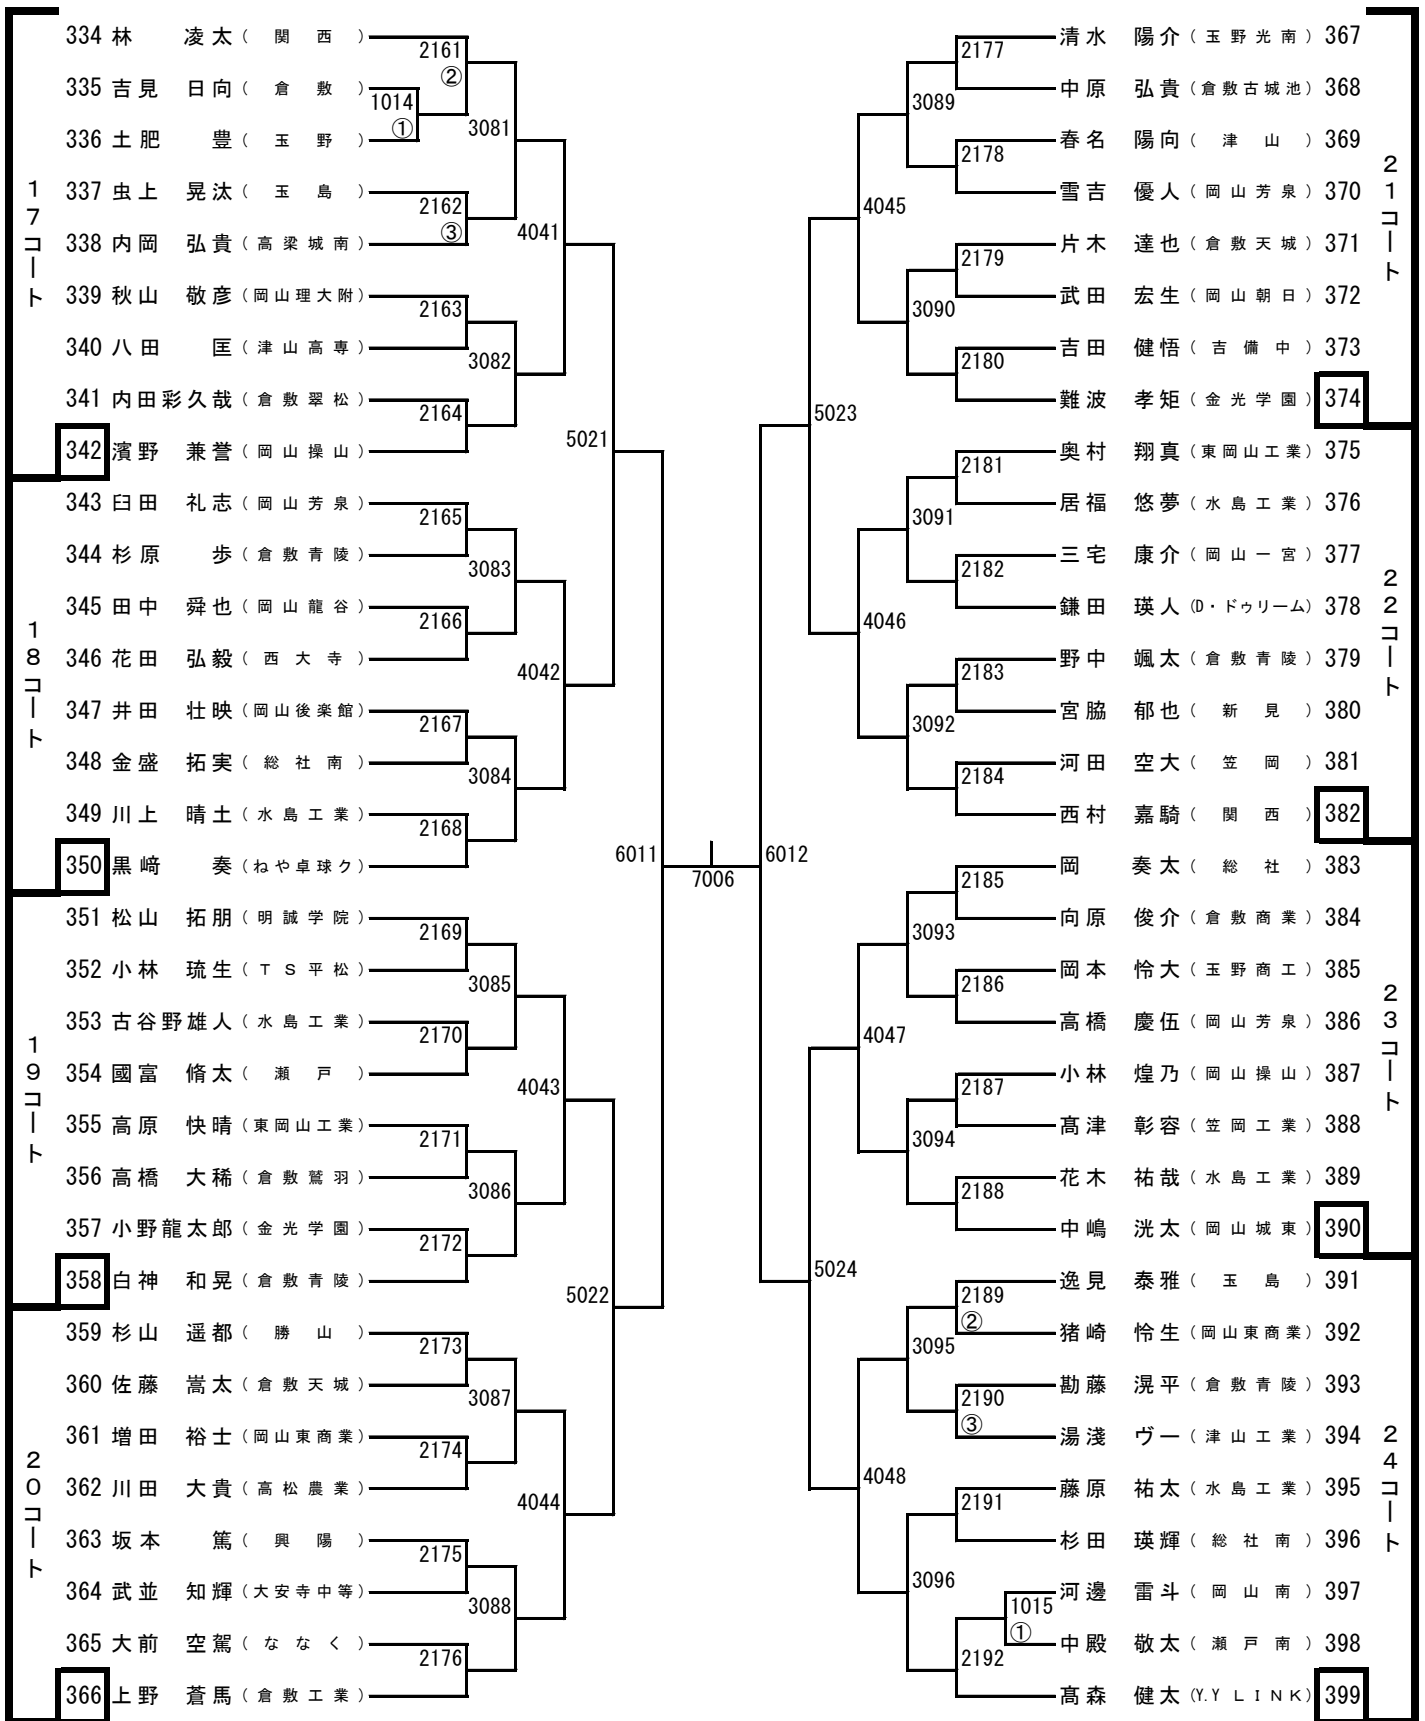 17コート
334 林 凌太 (関西)
335 吉見 日向 (倉敷)
336 土肥 豊 (玉野)
337 虫上 晃汰 (玉島)
338 内岡 弘貴 (高梁城南)
339 秋山 敬彦 (岡山理大附)
340 八田 匡 (津山高専)
341 内田彩久哉 (倉敷翠松)
342 濱野 兼誉 (岡山操山)
18コート
343 臼田 礼志 (岡山芳泉)
344 杉原 歩 (倉敷青陵)
345 田中 舜也 (岡山龍谷)
346 花田 弘毅 (西大寺)
347 井田 壮映 (岡山後楽館)
348 金盛 拓実 (総社南)
349 川上 晴土 (水島工業)
350 黒﨑 奏 (ねや卓球ク)
19コート
351 松山 拓朋 (明誠学院)
352 小林 琉生 (TS平松)
353 古谷野雄人 (水島工業)
354 國富 脩太 (瀬戸)
355 高原 快晴 (東岡山工業)
356 高橋 大稀 (倉敷鷲羽)
357 小野龍太郎 (金光学園)
358 白神 和晃 (倉敷青陵)
20コート
359 杉山 遥都 (勝山)
360 佐藤 嵩太 (倉敷天城)
361 増田 裕士 (岡山東商業)
362 川田 大貴 (高松農業)
363 坂本 篤 (興陽)
364 武並 知輝 (大安寺中等)
365 大前 空駕 (ななく)
366 上野 蒼馬 (倉敷工業)
1014
①
2161
②
2162
③
2163
2164
2165
2166
2167
2168
2169
2170
2171
2172
2173
2174
2175
2176
3081
3082
3083
3084
3085
3086
3087
3088
4041
4042
4043
4044
5021
5022
6011
7006
6012
5023
5024
4045
4046
4047
4048
3089
3090
3091
3092
3093
3094
3095
3096
2177
2178
2179
2180
2181
2182
2183
2184
2185
2186
2187
2188
2189
②
2190
③
2191
2192
1015
①
21コート
清水 陽介 (玉野光南) 367
中原 弘貴 (倉敷古城池) 368
春名 陽向 (津山) 369
雪吉 優人 (岡山芳泉) 370
片木 達也 (倉敷天城) 371
武田 宏生 (岡山朝日) 372
吉田 健悟 (吉備中) 373
難波 孝矩 (金光学園) 374
22コート
奥村 翔真 (東岡山工業) 375
居福 悠夢 (水島工業) 376
三宅 康介 (岡山一宮) 377
鎌田 瑛人 (D・ドゥリーム) 378
野中 颯太 (倉敷青陵) 379
宮脇 郁也 (新見) 380
河田 空大 (笠岡) 381
西村 嘉騎 (関西) 382
23コート
岡 奏太 (総社) 383
向原 俊介 (倉敷商業) 384
岡本 怜大 (玉野商工) 385
高橋 慶伍 (岡山芳泉) 386
小林 煌乃 (岡山操山) 387
髙津 彰容 (笠岡工業) 388
花木 祐哉 (水島工業) 389
中嶋 洸太 (岡山城東) 390
24コート
逸見 泰雅 (玉島) 391
猪崎 怜生 (岡山東商業) 392
勘藤 滉平 (倉敷青陵) 393
湯淺 ヴ一 (津山工業) 394
藤原 祐太 (水島工業) 395
杉田 瑛輝 (総社南) 396
河邊 雷斗 (岡山南) 397
中殿 敬太 (瀬戸南) 398
髙森 健太 (Y.Y LINK) 399